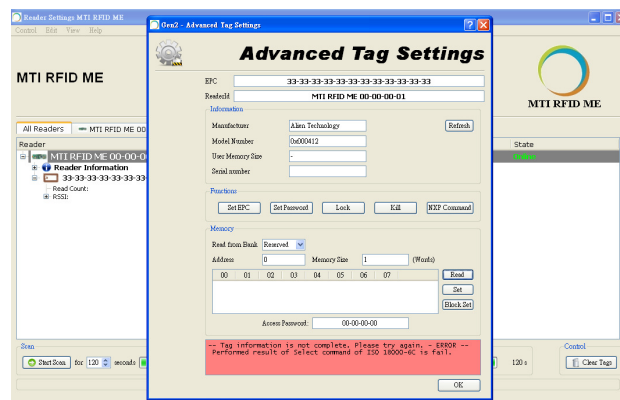 Reader Settings MTI RFID ME
Control Edit View Help
MTI RFID ME
MTI RFID ME
All Readers
MTI RFID ME 00
Reader
State
MTI RFID ME 00-00-0
Online
Reader Information
33-33-33-33-33-33-33-
Read Count:
RSSI:
Scan
Start Scan for 120 seconds
120 s
Control
Clear Tags
Gen2 - Advanced Tag Settings
Advanced Tag Settings
EPC 33-33-33-33-33-33-33-33-33-33-33-33
ReaderId MTI RFID ME 00-00-00-01
Information
Manufacturer Alien Technology Refresh
Model Number 0x000412
User Memory Size -
Serial number
Functions
Set EPC Set Password Lock Kill NXP Command
Memory
Read from Bank Reserved
Address 0 Memory Size 1 (Words)
00 01 02 03 04 05 06 07
Read
Set
Block Set
Access Password: 00-00-00-00
-- Tag information is not complete. Please try again. - ERROR --
Performed result of Select command of ISO 18000-6C is fail.
OK